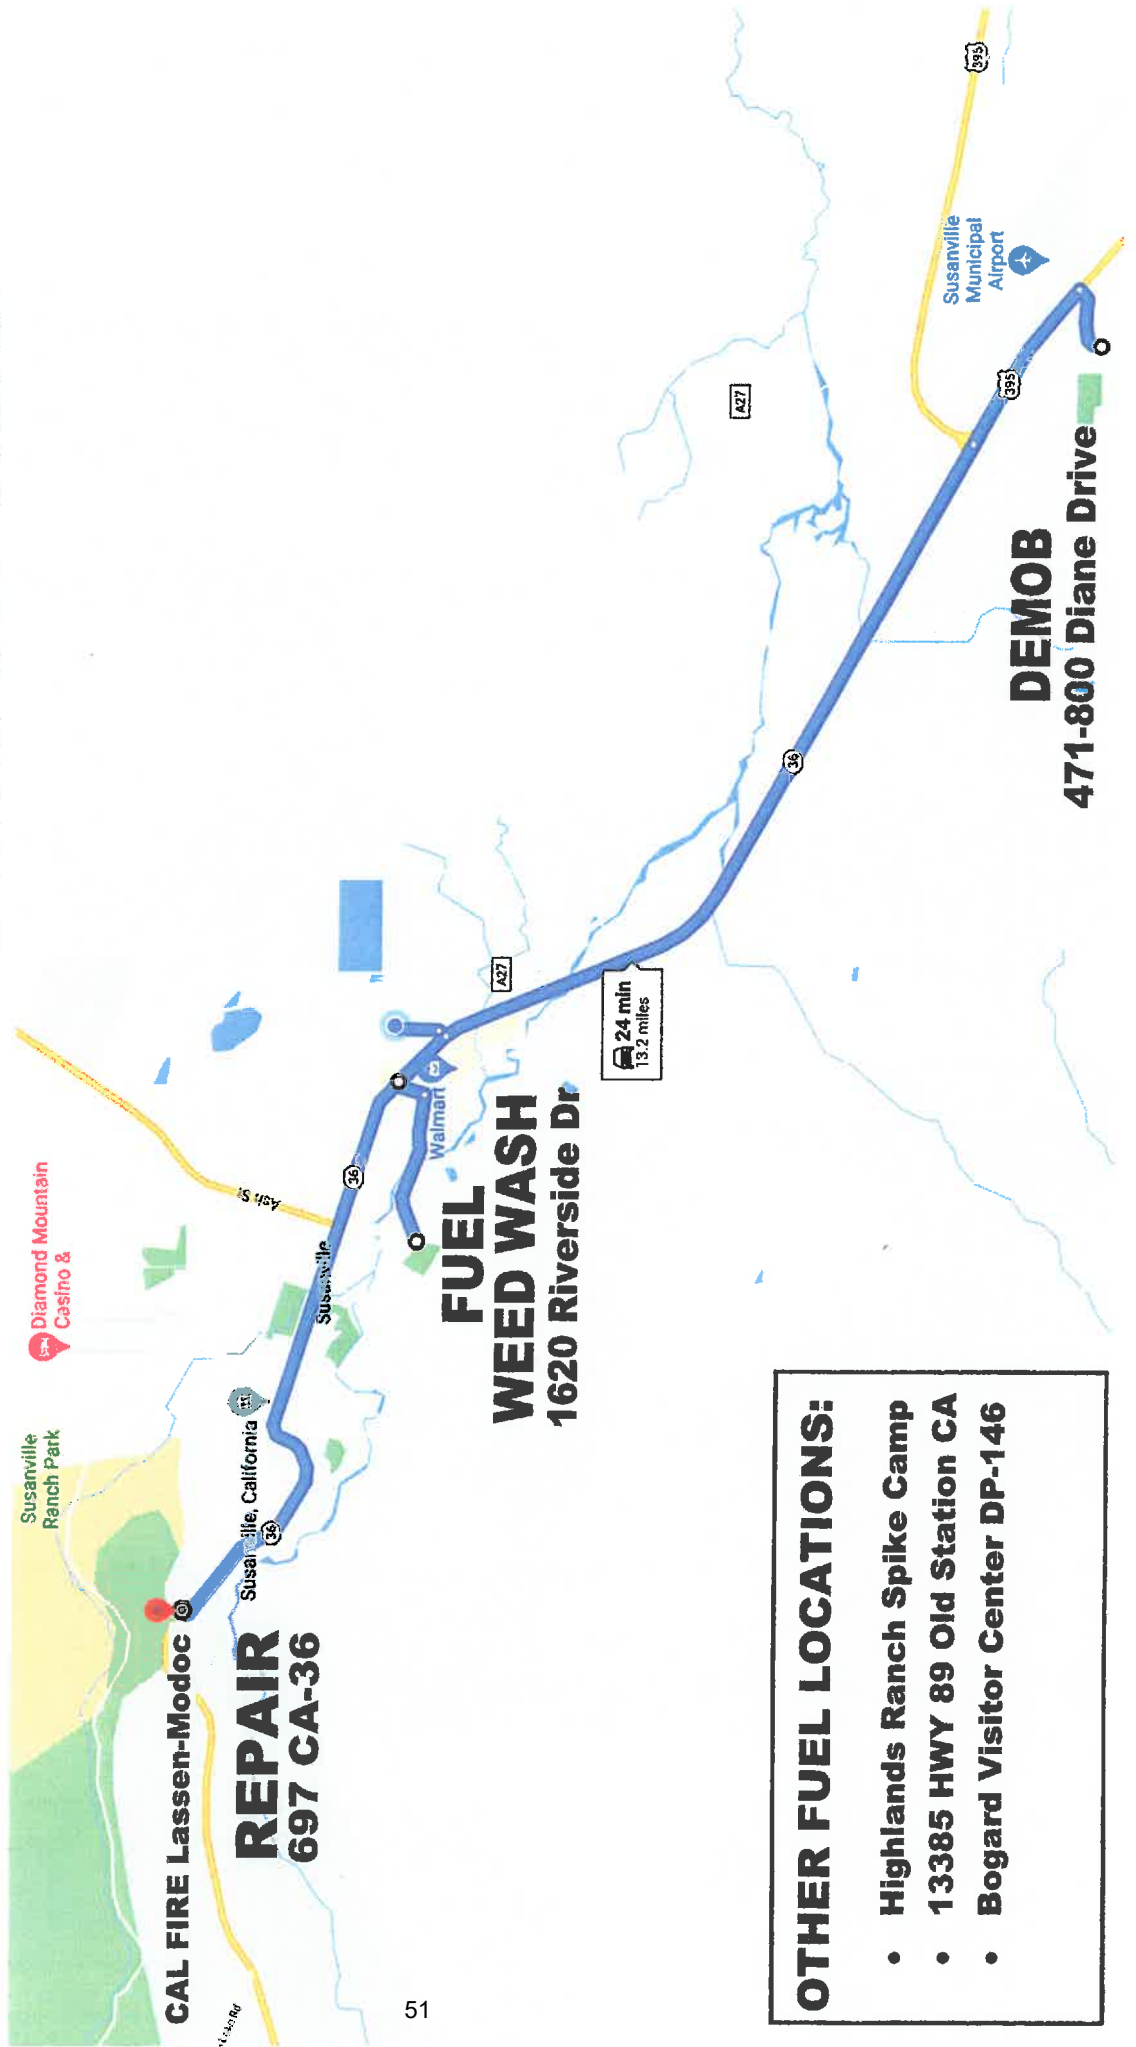 Susanville
Ranch Park
Diamond Mountain
Casino &
CAL FIRE Lassen-Modoc
REPAIR
697 CA-36
Susanville, California
36
Susanville
Ash St
36
Walmart
FUEL
WEED WASH
1620 Riverside Dr
A27
24 min
13.2 miles
36
A27
395
Susanville
Municipal
Airport
395
DEMOB
471-800 Diane Drive
OTHER FUEL LOCATIONS:
• Highlands Ranch Spike Camp
• 13385 HWY 89 Old Station CA
• Bogard Visitor Center DP-146
51